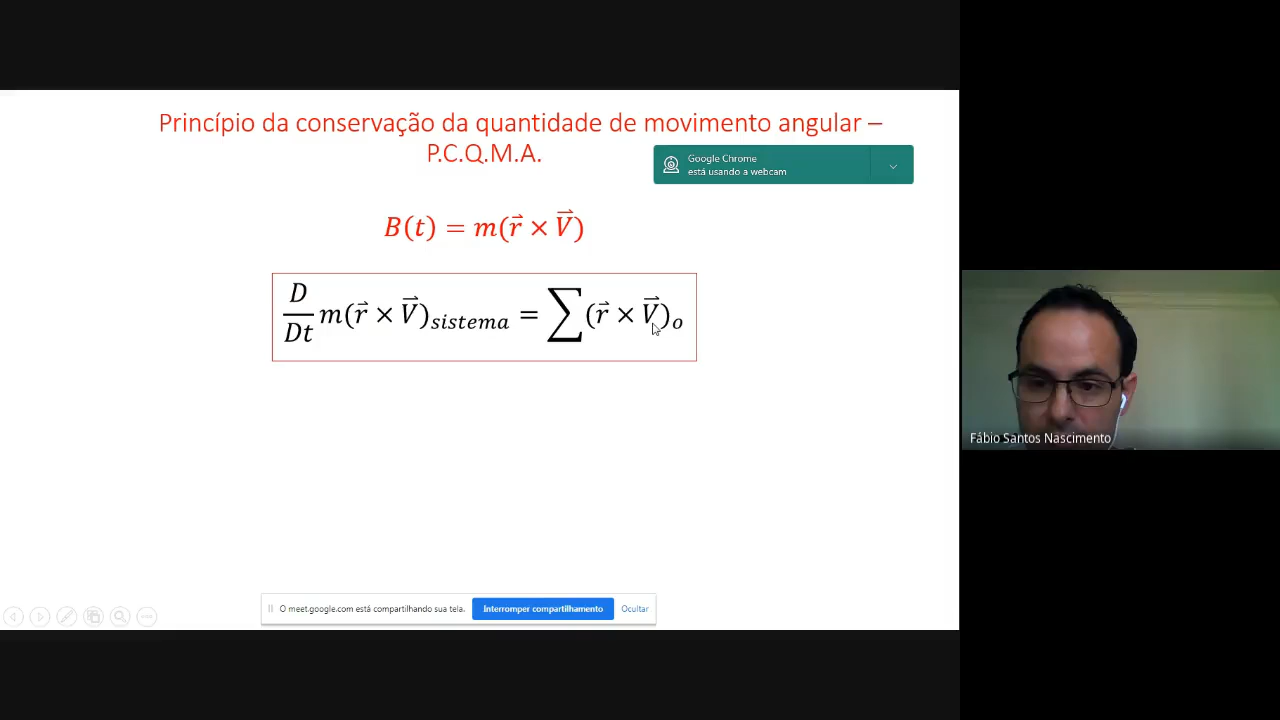 Princípio da conservação da quantidade de movimento angular –
P.C.Q.M.A.
Google Chrome
está usando a webcam
B(t) = m(r⃗ × V⃗)
D/Dt m(r⃗ × V⃗)sistema = ∑(r⃗ × V⃗)o
Fábio Santos Nascimento
O meet.google.com está compartilhando sua tela.
Interromper compartilhamento
Ocultar